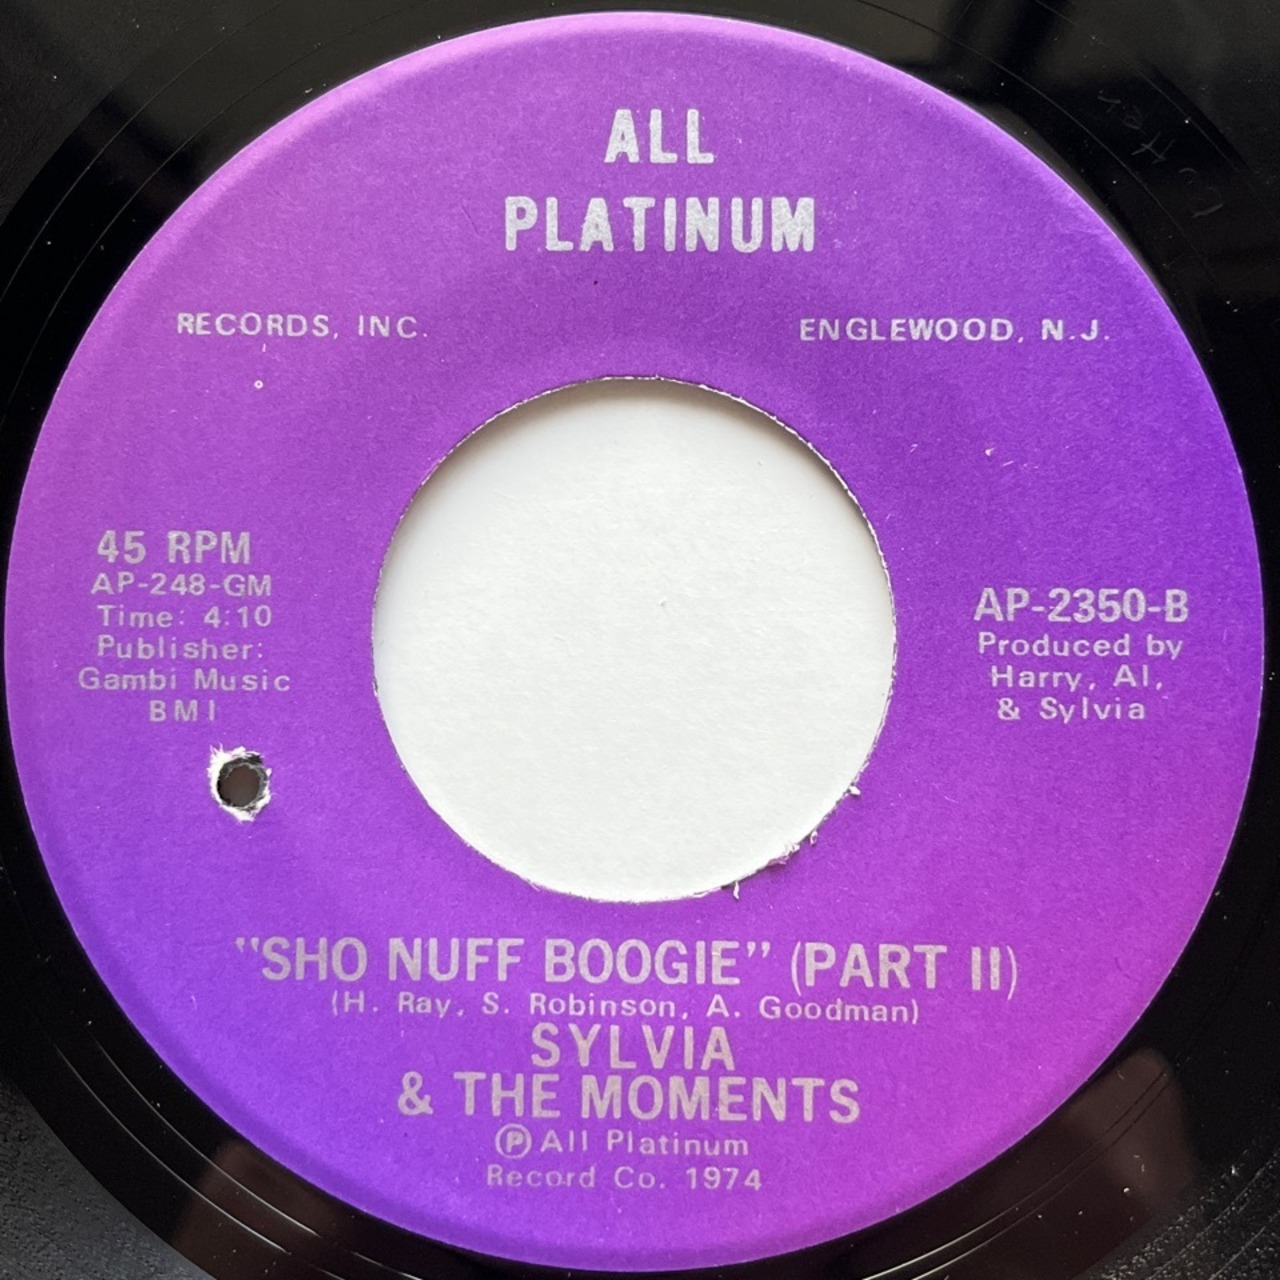 ALL
PLATINUM
RECORDS, INC.
ENGLEWOOD, N.J.
45 RPM
AP-248-GM
Time: 4:10
Publisher:
Gambi Music
BMI
AP-2350-B
Produced by
Harry, Al,
& Sylvia
"SHO NUFF BOOGIE" (PART II)
(H. Ray, S. Robinson, A. Goodman)
SYLVIA
& THE MOMENTS
Ⓟ All Platinum
Record Co. 1974